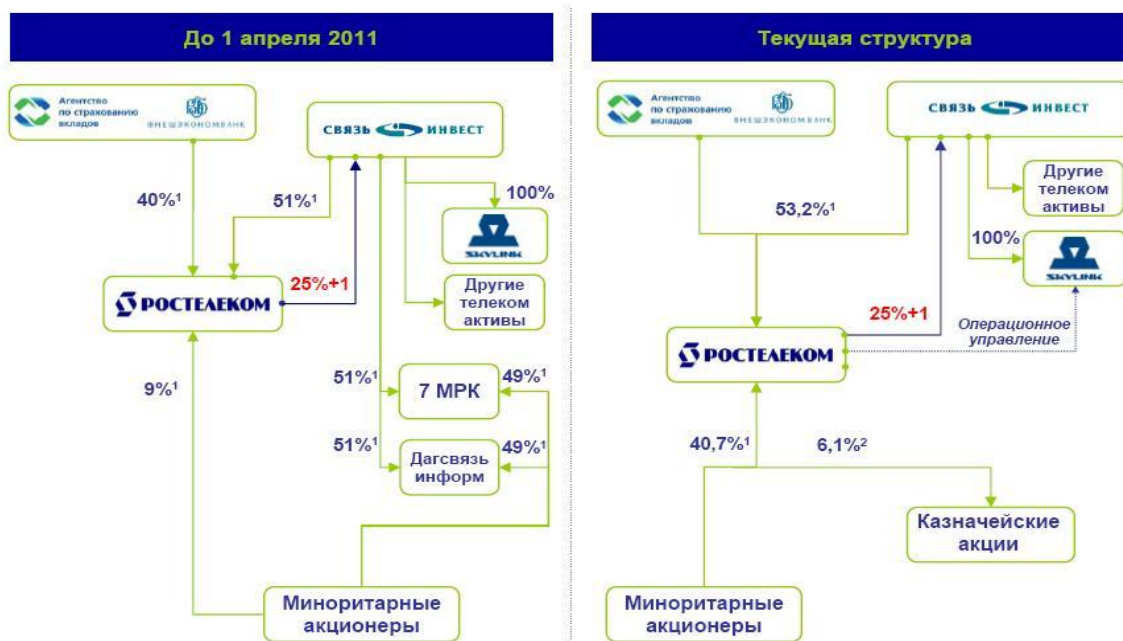 До 1 апреля 2011
Агентство
по страхованию
вкладов
ВНЕШЭКОНОМБАНК
СВЯЗЬ ИНВЕСТ
40%¹
51%¹
100%
SKYLINK
РОСТЕЛЕКОМ
25%+1
Другие
телеком
активы
9%¹
51%¹
7 МРК
49%¹
51%¹
Дагсвязь
информ
49%¹
Миноритарные
акционеры
Текущая структура
Агентство
по страхованию
вкладов
ВНЕШЭКОНОМБАНК
СВЯЗЬ ИНВЕСТ
Другие
телеком
активы
53,2%¹
100%
SKYLINK
25%+1
Операционное
управление
РОСТЕЛЕКОМ
40,7%¹
6,1%²
Казначейские
акции
Миноритарные
акционеры